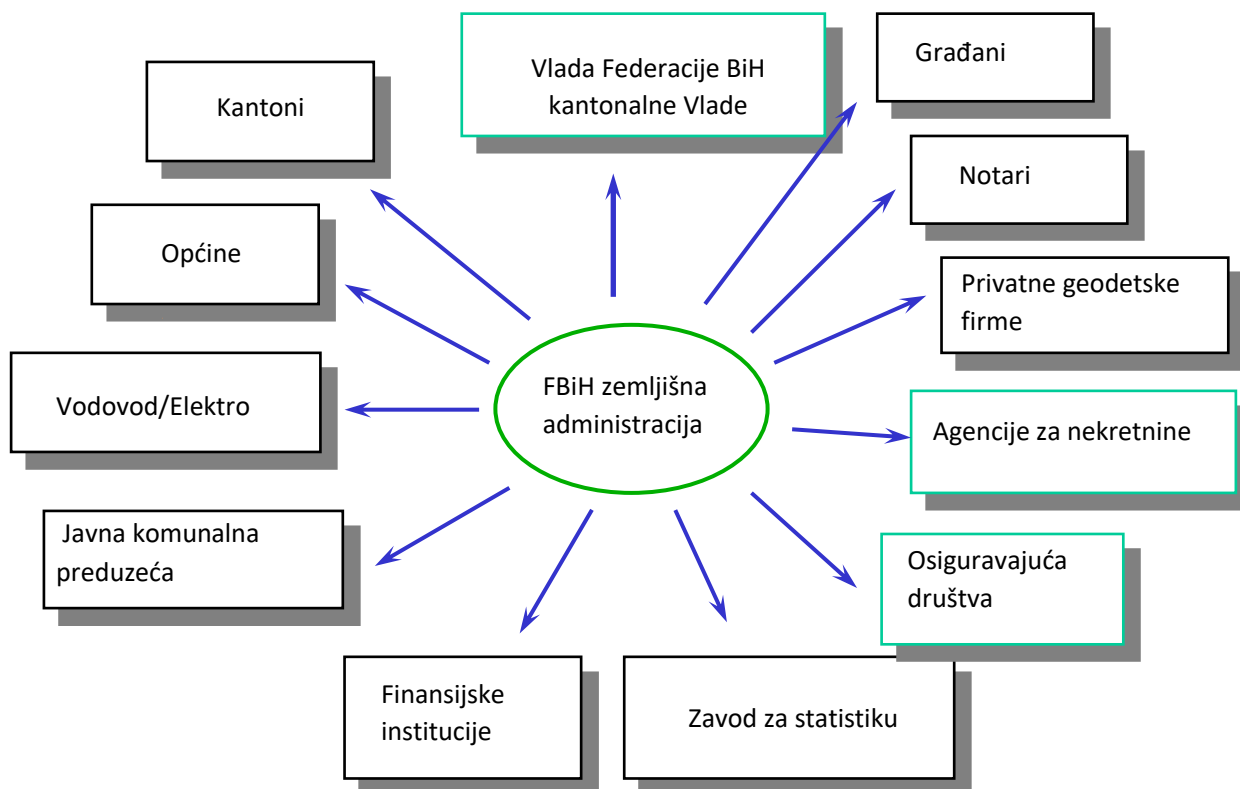 Vlada Federacije BiH
kantonalne Vlade
Građani
Kantoni
Notari
Općine
Privatne geodetske
firme
FBiH zemljišna
administracija
Vodovod/Elektro
Agencije za nekretnine
Javna komunalna
preduzeća
Osiguravajuća
društva
Finansijske
institucije
Zavod za statistiku